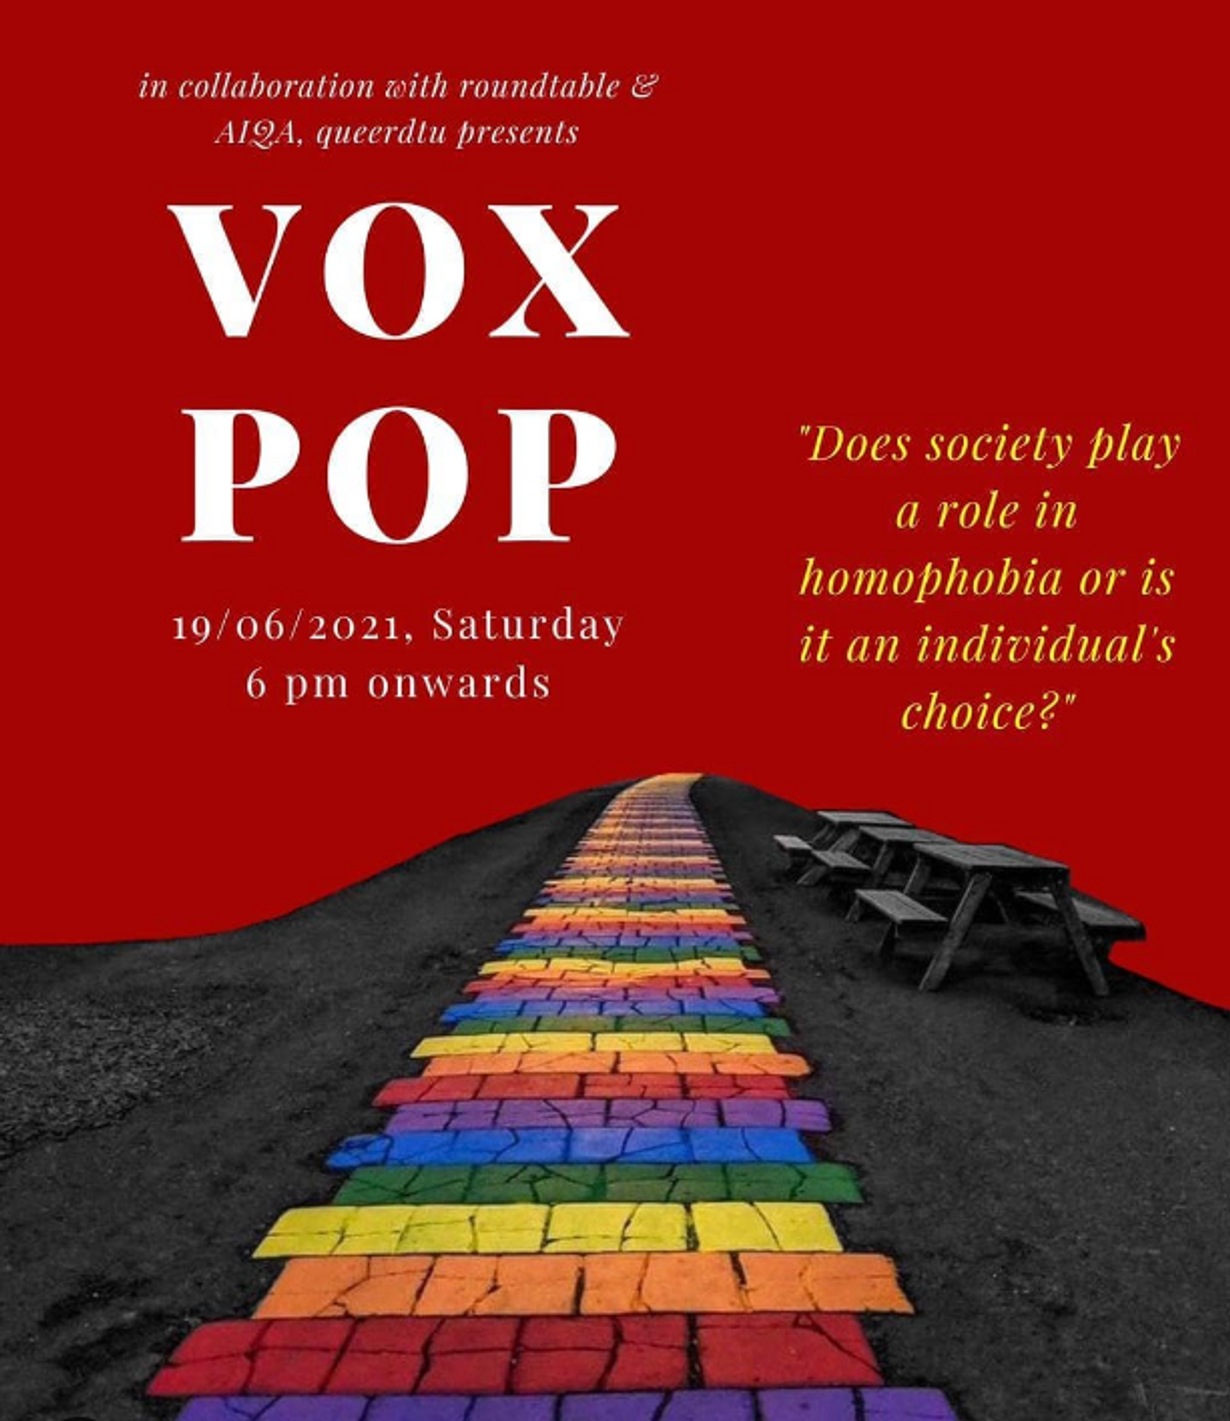 in collaboration with roundtable &
AIQA, queerdtu presents
VOX
POP
19/06/2021, Saturday
6 pm onwards
"Does society play
a role in
homophobia or is
it an individual's
choice?"